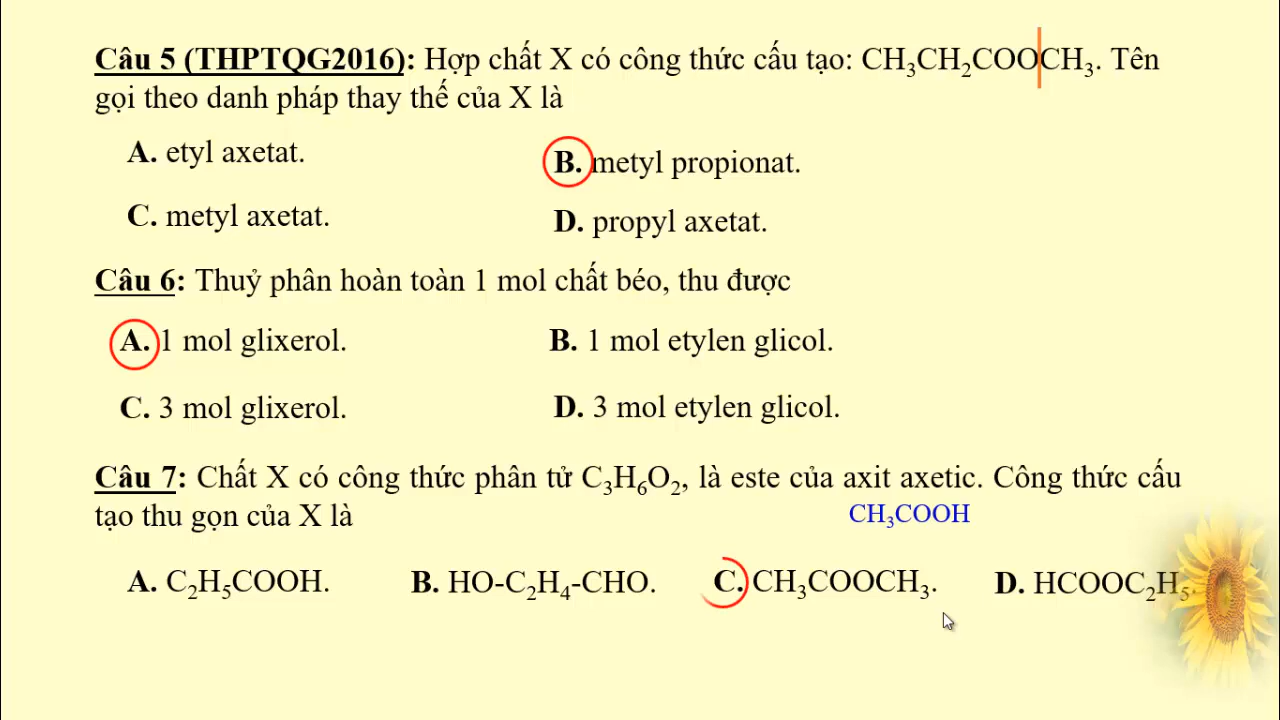 Câu 5 (THPTQG2016): Hợp chất X có công thức cấu tạo: CH₃CH₂COOCH₃. Tên
gọi theo danh pháp thay thế của X là
A. etyl axetat. B. metyl propionat.
C. metyl axetat. D. propyl axetat.
Câu 6: Thuỷ phân hoàn toàn 1 mol chất béo, thu được
A. 1 mol glixerol. B. 1 mol etylen glicol.
C. 3 mol glixerol. D. 3 mol etylen glicol.
Câu 7: Chất X có công thức phân tử C₃H₆O₂, là este của axit axetic. Công thức cấu
tạo thu gọn của X là
CH₃COOH
A. C₂H₅COOH. B. HO-C₂H₄-CHO. C. CH₃COOCH₃. D. HCOOC₂H₅.